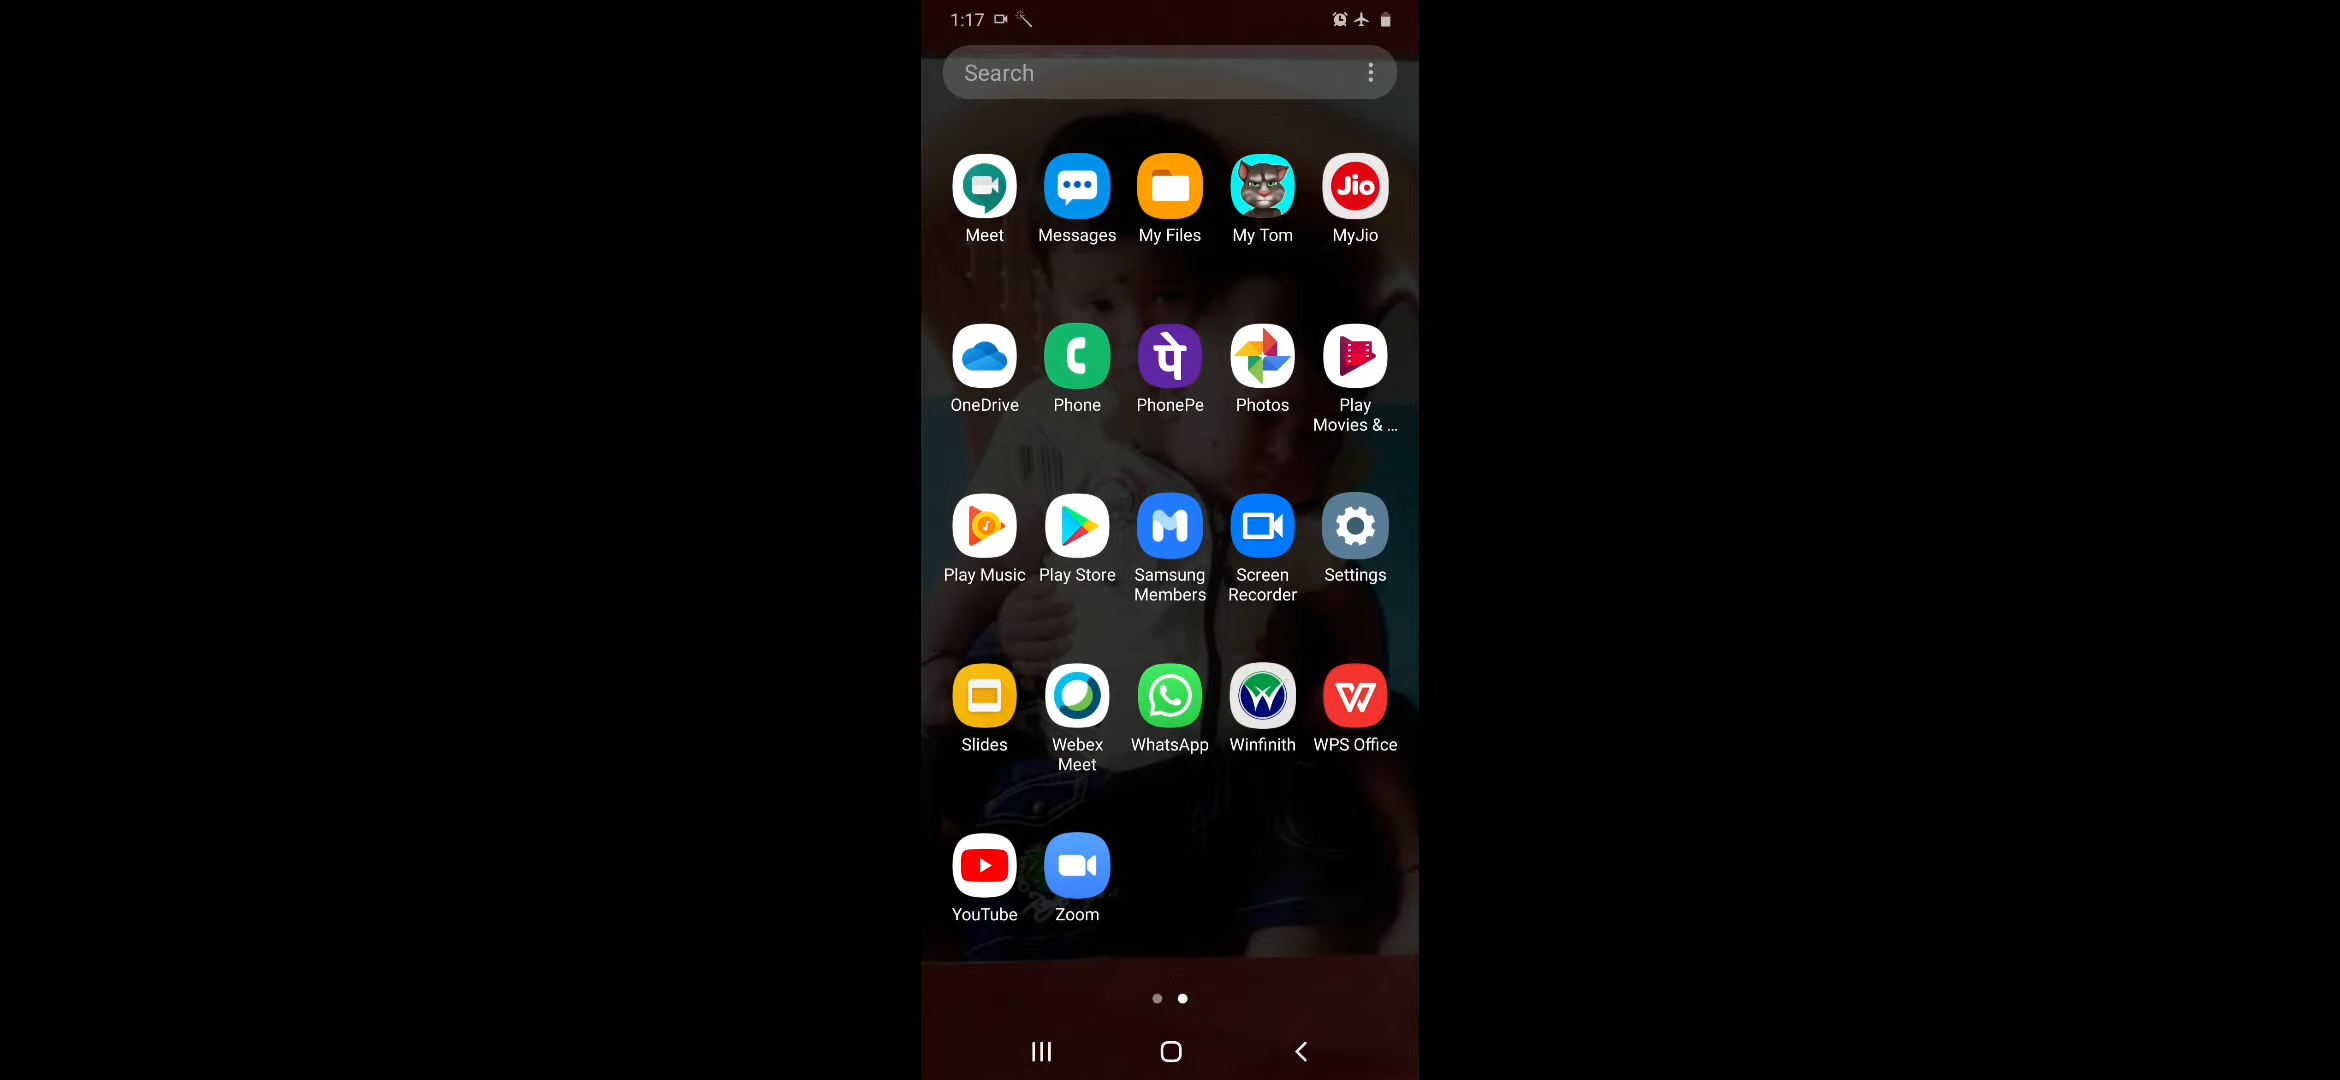 1:17
Search
Meet Messages My Files My Tom MyJio
Jio
OneDrive Phone PhonePe Photos Play
Movies & ...
पे
Play Music Play Store Samsung Screen Settings
Members Recorder
Slides Webex WhatsApp Winfinith WPS Office
Meet
YouTube Zoom